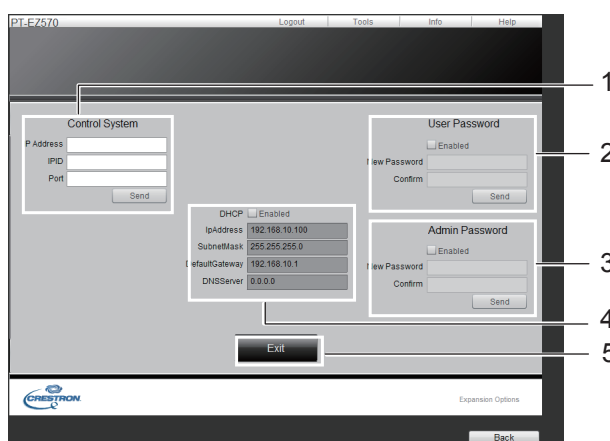 PT-EZ570 Logout Tools Info Help
1
Control System
P Address
IPID
Port
Send
User Password
Enabled
New Password
Confirm
Send
2
DHCP Enabled
IpAddress 192.168.10.100
SubnetMask 255.255.255.0
DefaultGateway 192.168.10.1
DNSServer 0.0.0.0
Admin Password
Enabled
New Password
Confirm
Send
3
4
Exit
5
CRESTRON
Expansion Options
Back